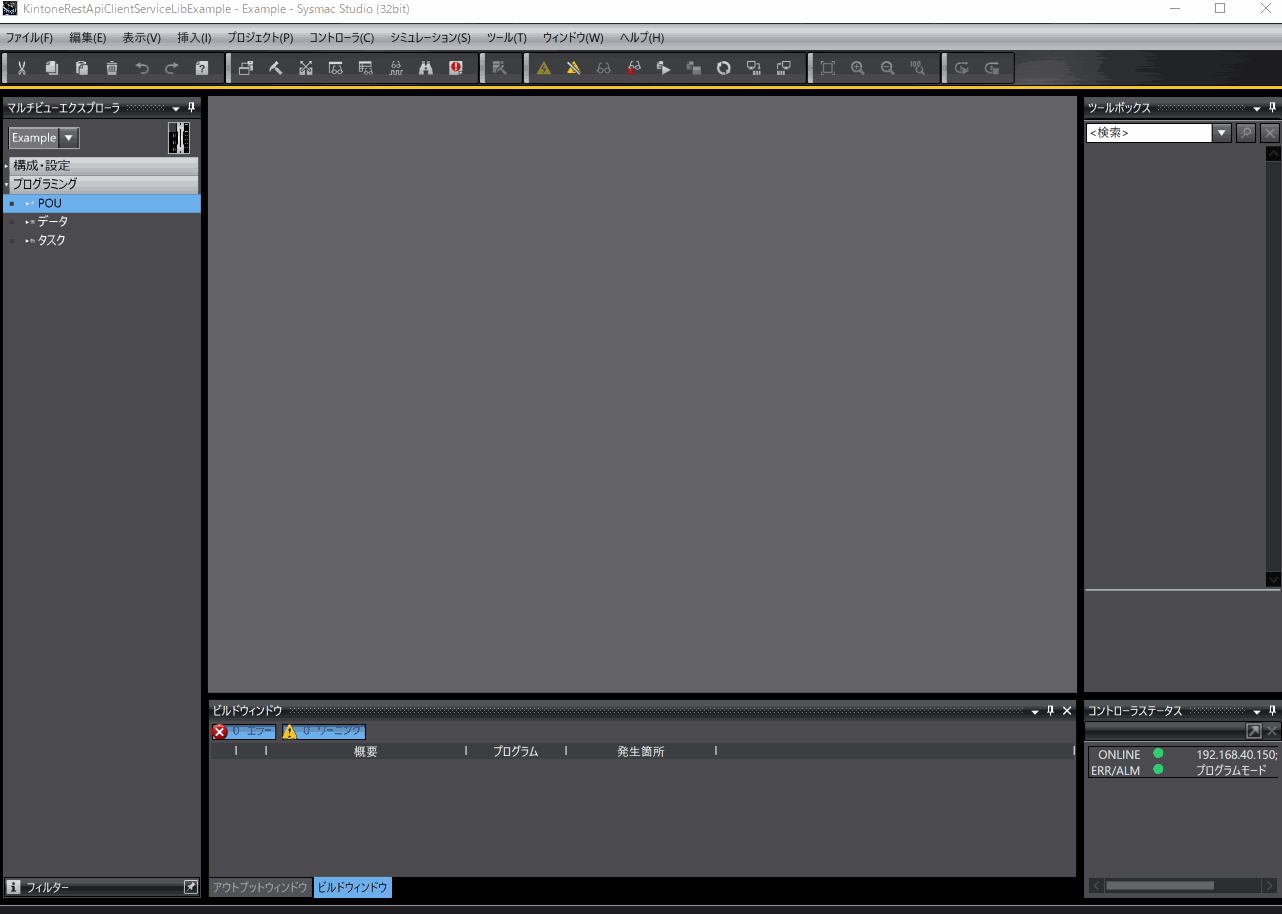 KintoneRestApiClientServiceLibExample - Example - Sysmac Studio (32bit)
ファイル(F) 編集(E) 表示(V) 挿入(I) プロジェクト(P) コントローラ(C) シミュレーション(S) ツール(T) ウィンドウ(W) ヘルプ(H)
100
マルチビューエクスプローラ
Example
構成・設定
プログラミング
POU
データ
タスク
フィルター
ビルドウィンドウ
0 エラー 0 ワーニング
概要 プログラム 発生箇所
アウトプットウィンドウ ビルドウィンドウ
ツールボックス
<検索>
コントローラステータス
ONLINE 192.168.40.150;
ERR/ALM プログラムモード